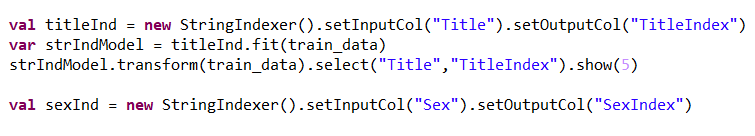 val titleInd = new StringIndexer().setInputCol("Title").setOutputCol("TitleIndex")
var strIndModel = titleInd.fit(train_data)
strIndModel.transform(train_data).select("Title","TitleIndex").show(5)
val sexInd = new StringIndexer().setInputCol("Sex").setOutputCol("SexIndex")